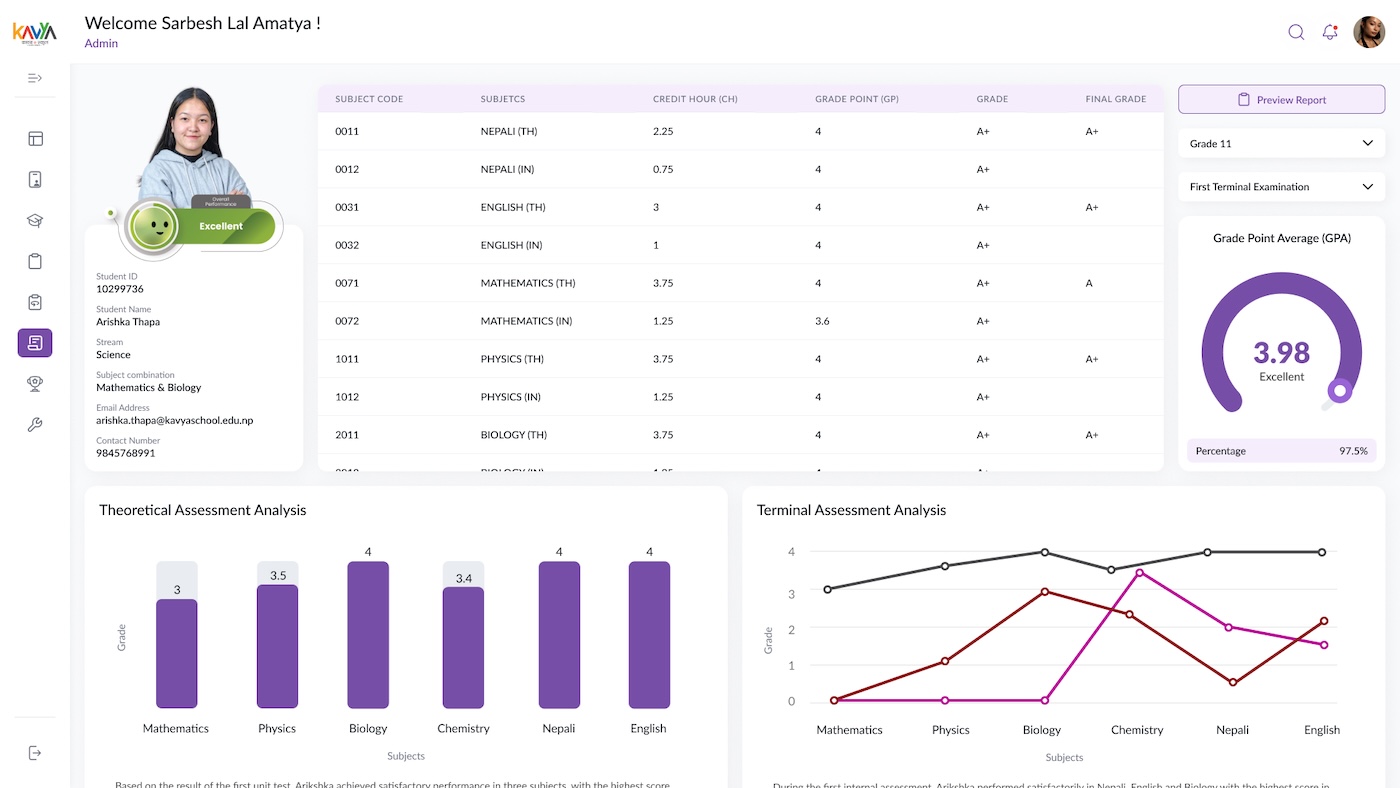 KAVYA
Welcome Sarbesh Lal Amatya !
Admin
Overall
Performance
Excellent
Student ID
10299736
Student Name
Arishka Thapa
Stream
Science
Subject combination
Mathematics & Biology
Email Address
arishka.thapa@kavyaschool.edu.np
Contact Number
9845768991
SUBJECT CODE SUBJETCS CREDIT HOUR (CH) GRADE POINT (GP) GRADE FINAL GRADE
0011 NEPALI (TH) 2.25 4 A+ A+
0012 NEPALI (IN) 0.75 4 A+
0031 ENGLISH (TH) 3 4 A+ A+
0032 ENGLISH (IN) 1 4 A+
0071 MATHEMATICS (TH) 3.75 4 A+ A
0072 MATHEMATICS (IN) 1.25 3.6 A+
1011 PHYSICS (TH) 3.75 4 A+ A+
1012 PHYSICS (IN) 1.25 4 A+
2011 BIOLOGY (TH) 3.75 4 A+ A+
Preview Report
Grade 11
First Terminal Examination
Grade Point Average (GPA)
3.98
Excellent
Percentage 97.5%
Theoretical Assessment Analysis
3 3.5 4 3.4 4 4
Grade
Mathematics Physics Biology Chemistry Nepali English
Subjects
Based on the result of the first unit test, Arikshka achieved satisfactory performance in three subjects, with the highest score
Terminal Assessment Analysis
4
3
2
1
0
Grade
Mathematics Physics Biology Chemistry Nepali English
Subjects
During the first internal assessment, Arikshka performed satisfactorily in Nepali, English and Biology with the highest score in